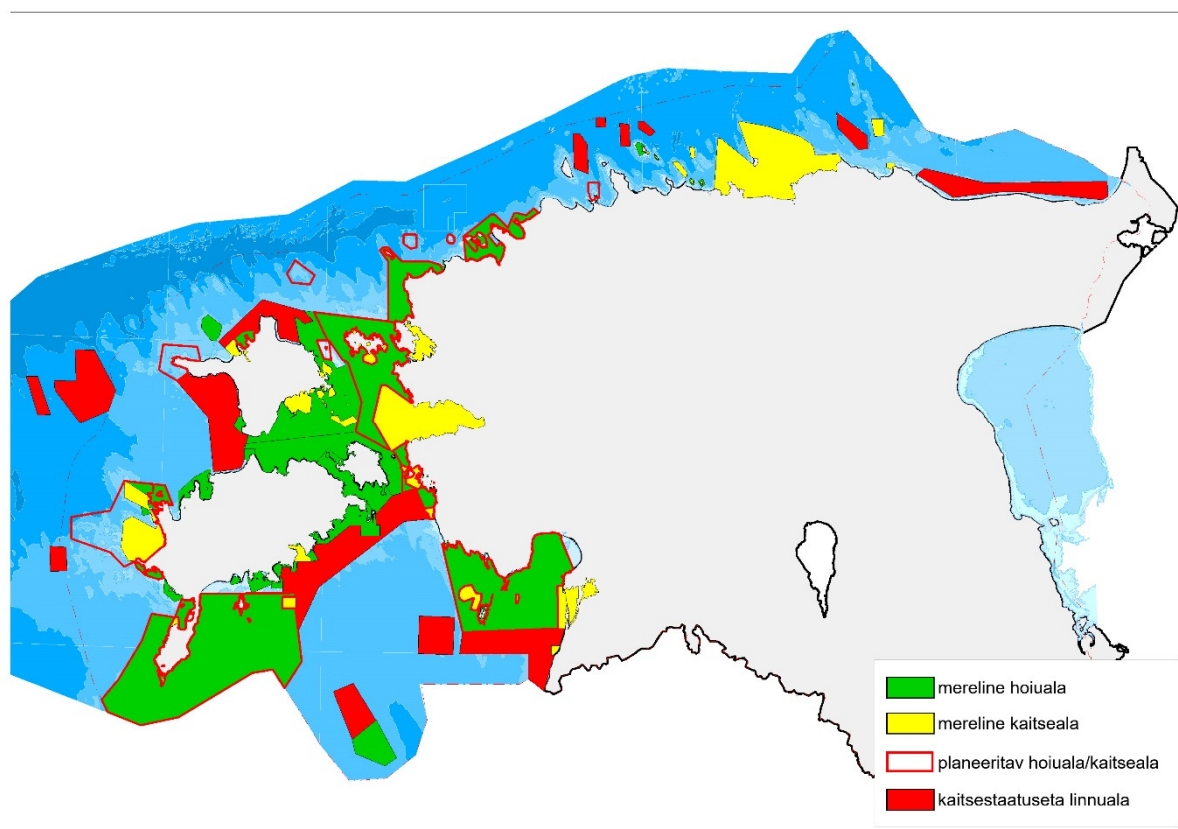 mereline hoiuala
mereline kaitseala
planeeritav hoiuala/kaitseala
kaitsestaatuseta linnuala